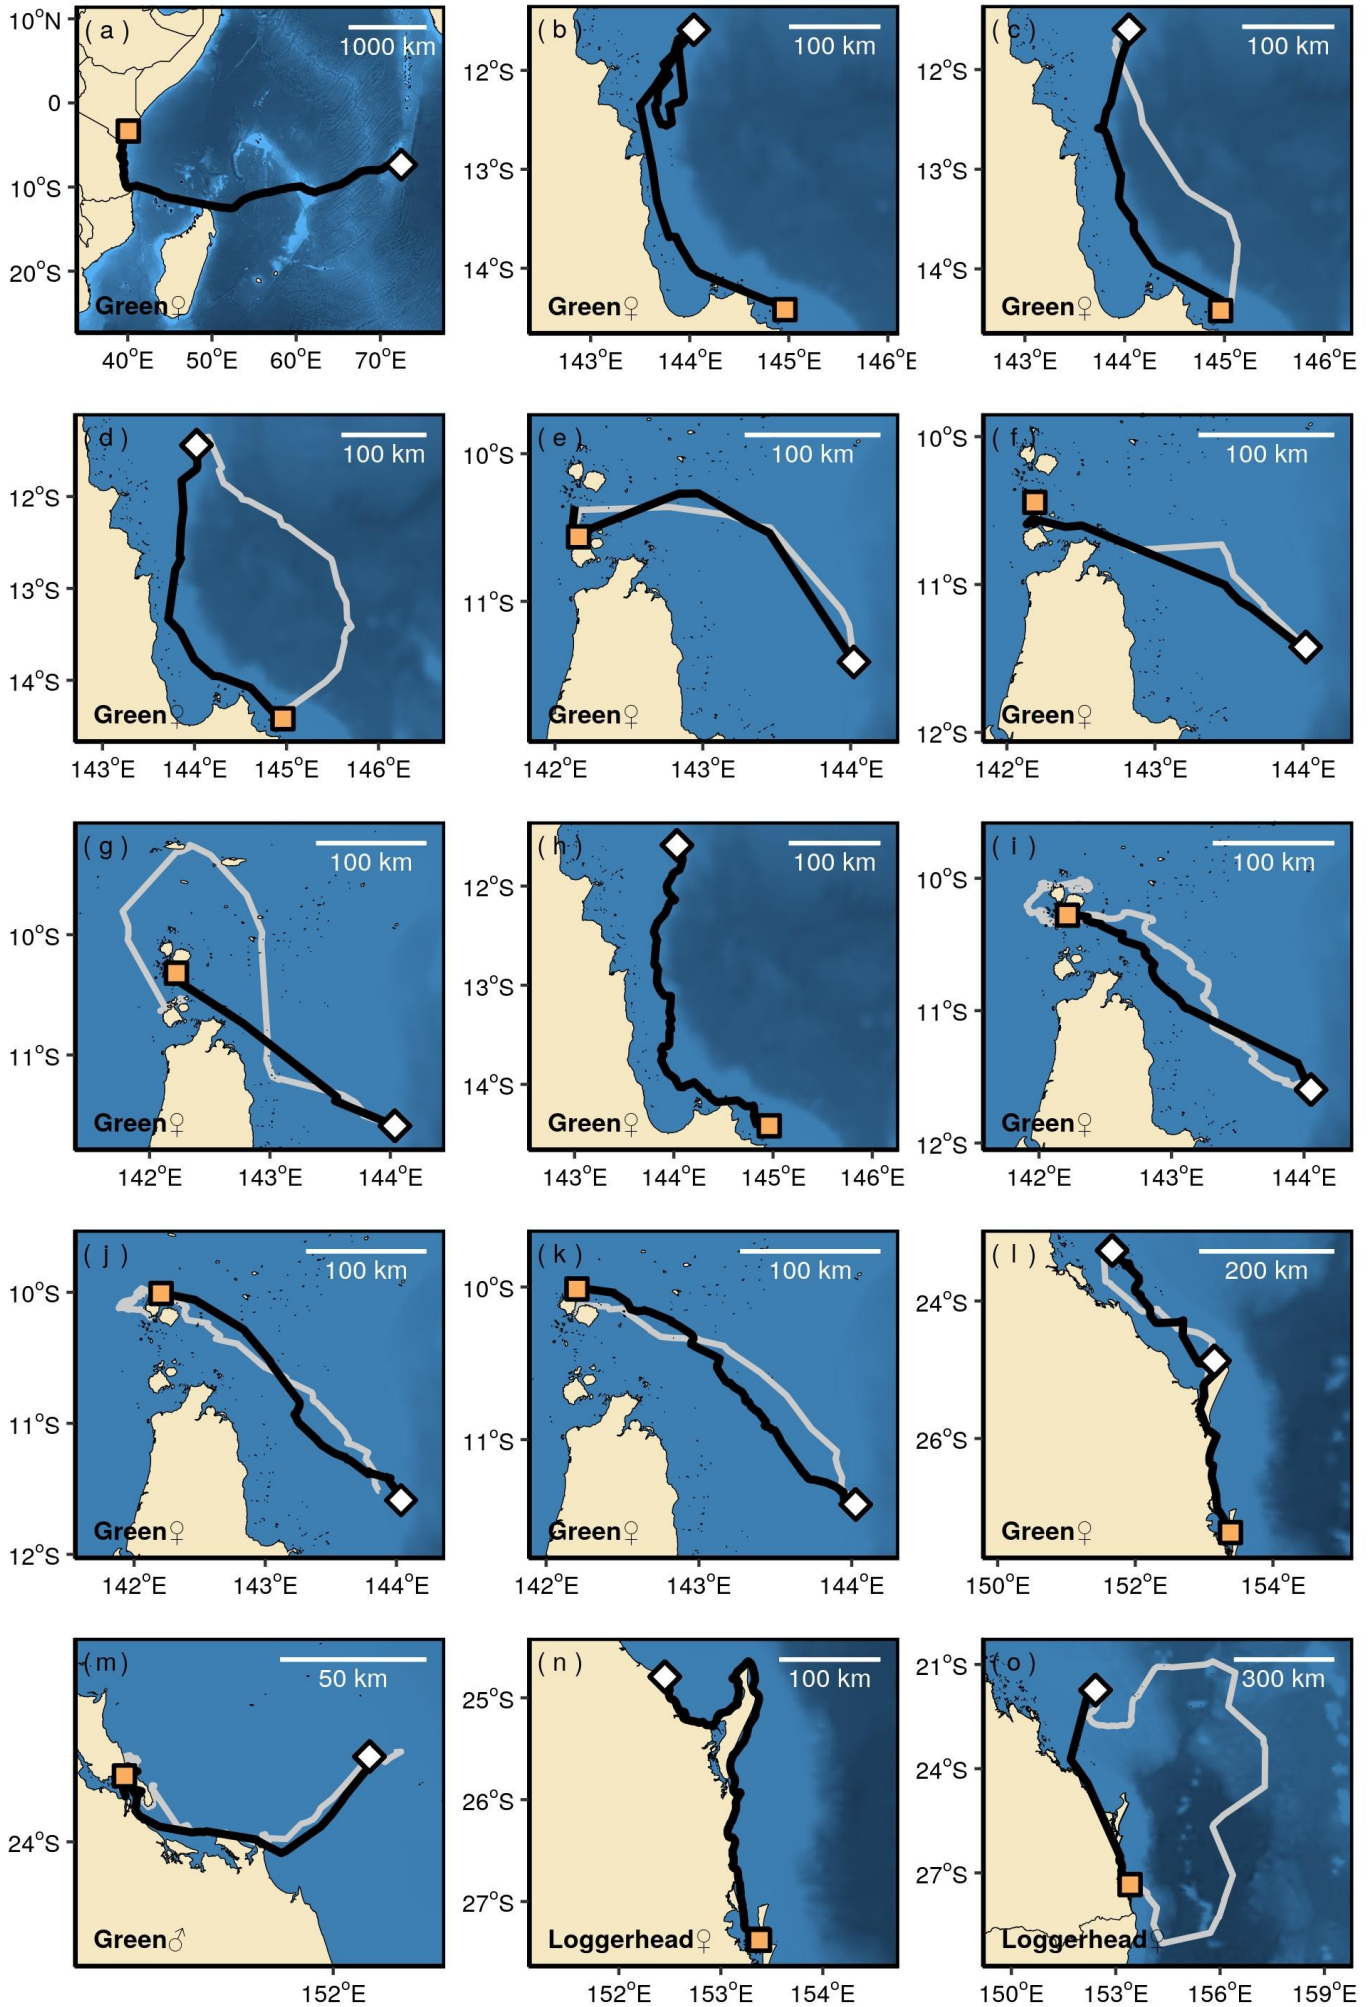 (a)
1000 km
10°N
0
10°S
20°S
Green♀
40°E 50°E 60°E 70°E
(b)
100 km
12°S
13°S
14°S
Green♀
143°E 144°E 145°E 146°E
(c)
100 km
12°S
13°S
14°S
Green♀
143°E 144°E 145°E 146°E
(d)
100 km
12°S
13°S
14°S
Green♀
143°E 144°E 145°E 146°E
(e)
100 km
10°S
11°S
Green♀
142°E 143°E 144°E
(f)
100 km
10°S
11°S
12°S
Green♀
142°E 143°E 144°E
(g)
100 km
10°S
11°S
Green♀
142°E 143°E 144°E
(h)
100 km
12°S
13°S
14°S
Green♀
143°E 144°E 145°E 146°E
(i)
100 km
10°S
11°S
12°S
Green♀
142°E 143°E 144°E
(j)
100 km
10°S
11°S
12°S
Green♀
142°E 143°E 144°E
(k)
100 km
10°S
11°S
Green♀
142°E 143°E 144°E
(l)
200 km
24°S
26°S
Green♀
150°E 152°E 154°E
(m)
50 km
24°S
Green♂
152°E
(n)
100 km
25°S
26°S
27°S
Loggerhead♀
152°E 153°E 154°E
(o)
300 km
21°S
24°S
27°S
Loggerhead♀
150°E 153°E 156°E 159°E